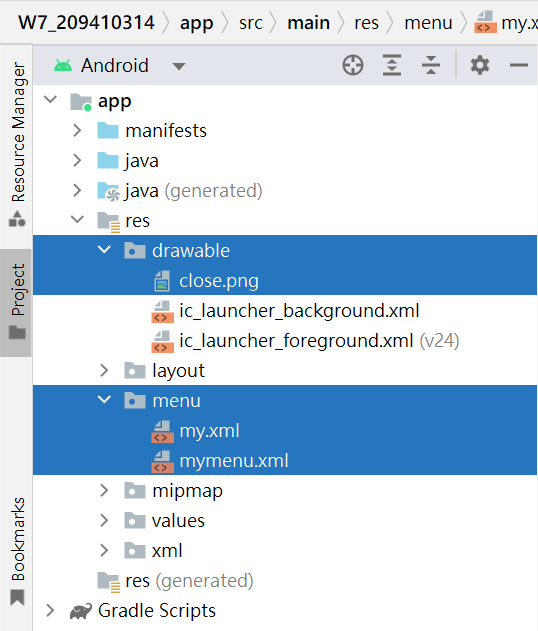 W7_209410314 app src main res menu my.x
Resource Manager
Project
Bookmarks
Android
app
manifests
java
java (generated)
res
drawable
close.png
ic_launcher_background.xml
ic_launcher_foreground.xml (v24)
layout
menu
my.xml
mymenu.xml
mipmap
values
xml
res (generated)
Gradle Scripts